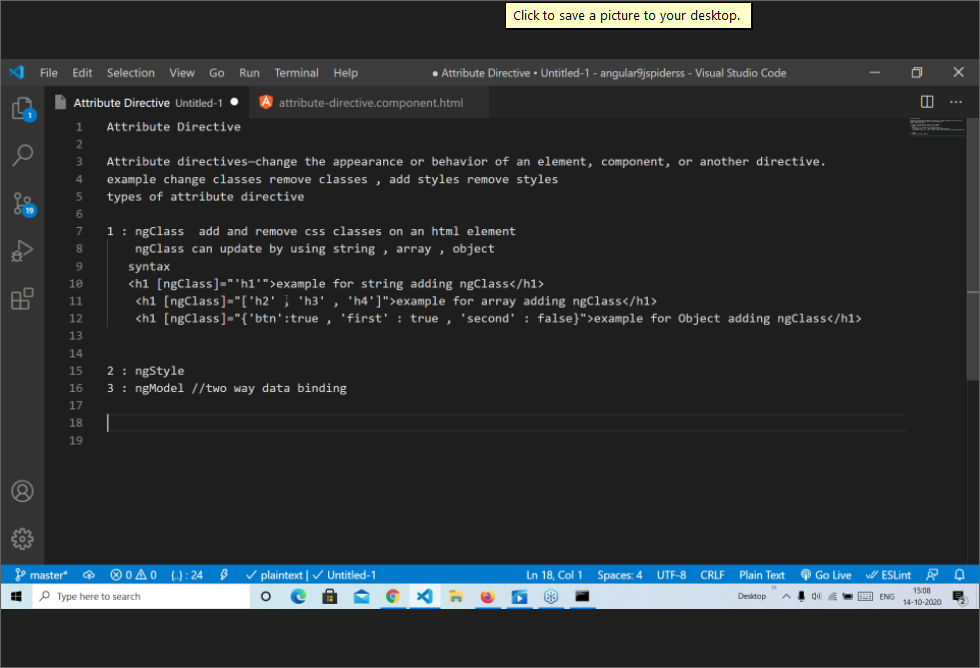 Click to save a picture to your desktop.
File Edit Selection View Go Run Terminal Help ● Attribute Directive • Untitled-1 - angular9jspiderss - Visual Studio Code
Attribute Directive Untitled-1 ● attribute-directive.component.html
1 Attribute Directive
2
3 Attribute directives—change the appearance or behavior of an element, component, or another directive.
4 example change classes remove classes , add styles remove styles
5 types of attribute directive
6
7 1 : ngClass  add and remove css classes on an html element
8 ngClass can update by using string , array , object
9 syntax
10 <h1 [ngClass]="'h1'">example for string adding ngClass</h1>
11 <h1 [ngClass]="['h2' , 'h3' , 'h4']">example for array adding ngClass</h1>
12 <h1 [ngClass]="{'btn':true , 'first' : true , 'second' : false}">example for Object adding ngClass</h1>
13
14
15 2 : ngStyle
16 3 : ngModel //two way data binding
17
18
19
1
19
master* 0 0 {..} : 24 plaintext | Untitled-1 Ln 18, Col 1 Spaces: 4 UTF-8 CRLF Plain Text Go Live ESLint
Type here to search Desktop ENG 15:08
14-10-2020 2